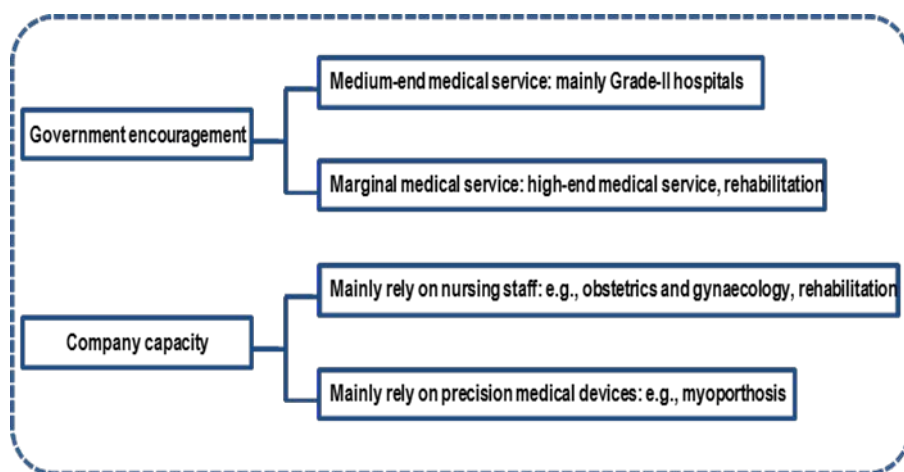 Medium-end medical service: mainly Grade-II hospitals
Government encouragement
Marginal medical service: high-end medical service, rehabilitation
Mainly rely on nursing staff: e.g., obstetrics and gynaecology, rehabilitation
Company capacity
Mainly rely on precision medical devices: e.g., myoporthosis